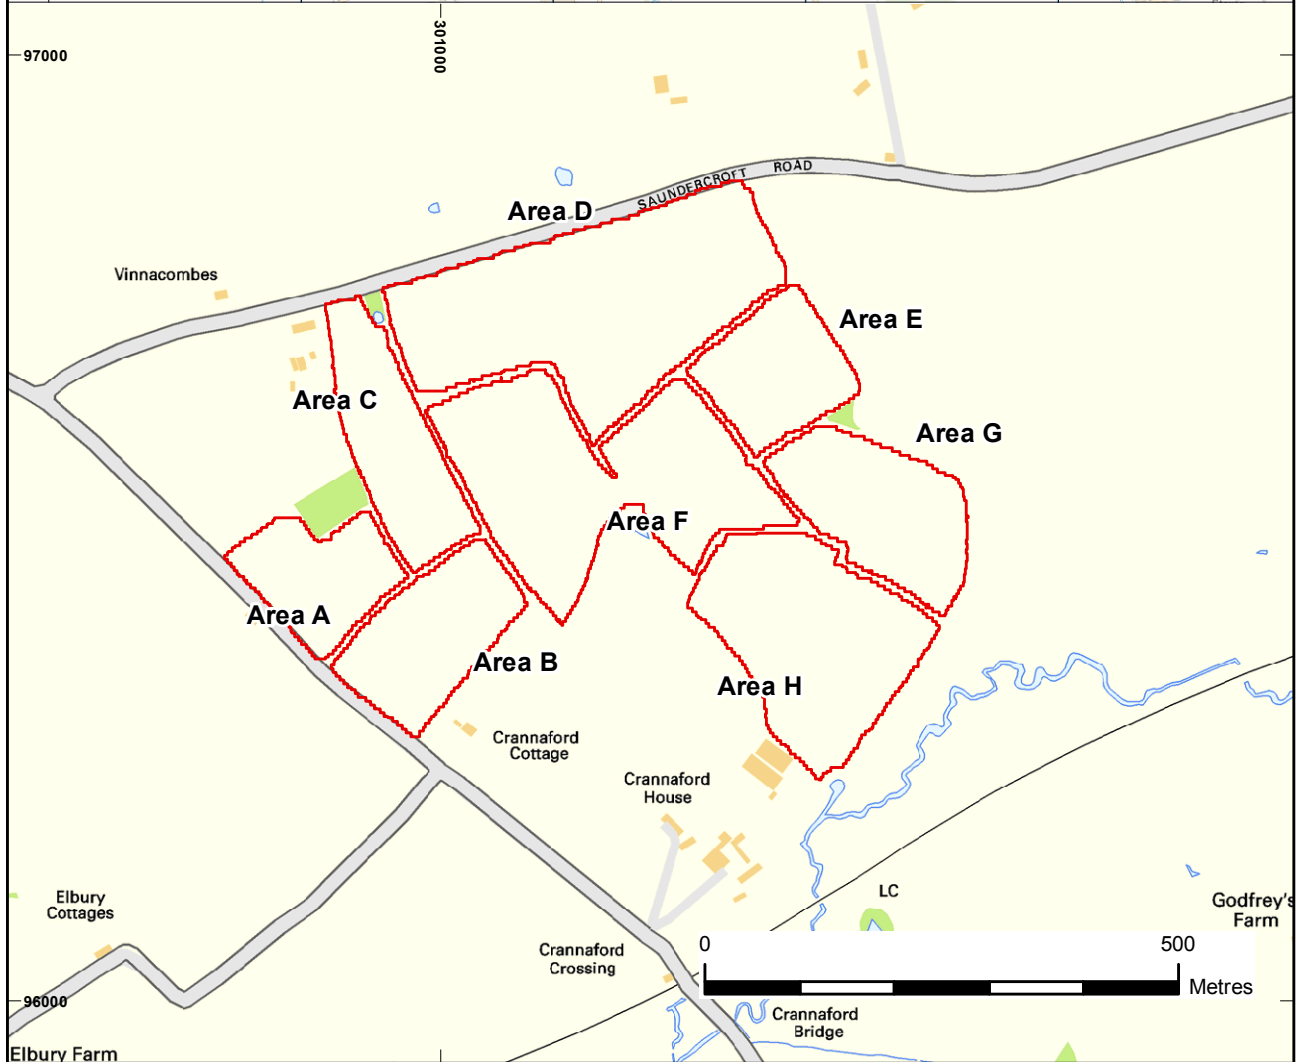 301000
97000
SAUNDERCROFT ROAD
Area D
Vinnacombes
Area E
Area C
Area G
Area F
Area A
Area B
Area H
Crannaford
Cottage
Crannaford
House
Elbury
Cottages
LC
Godfrey's
Farm
Crannaford
Crossing
0
500
Metres
96000
Crannaford
Bridge
Elbury Farm